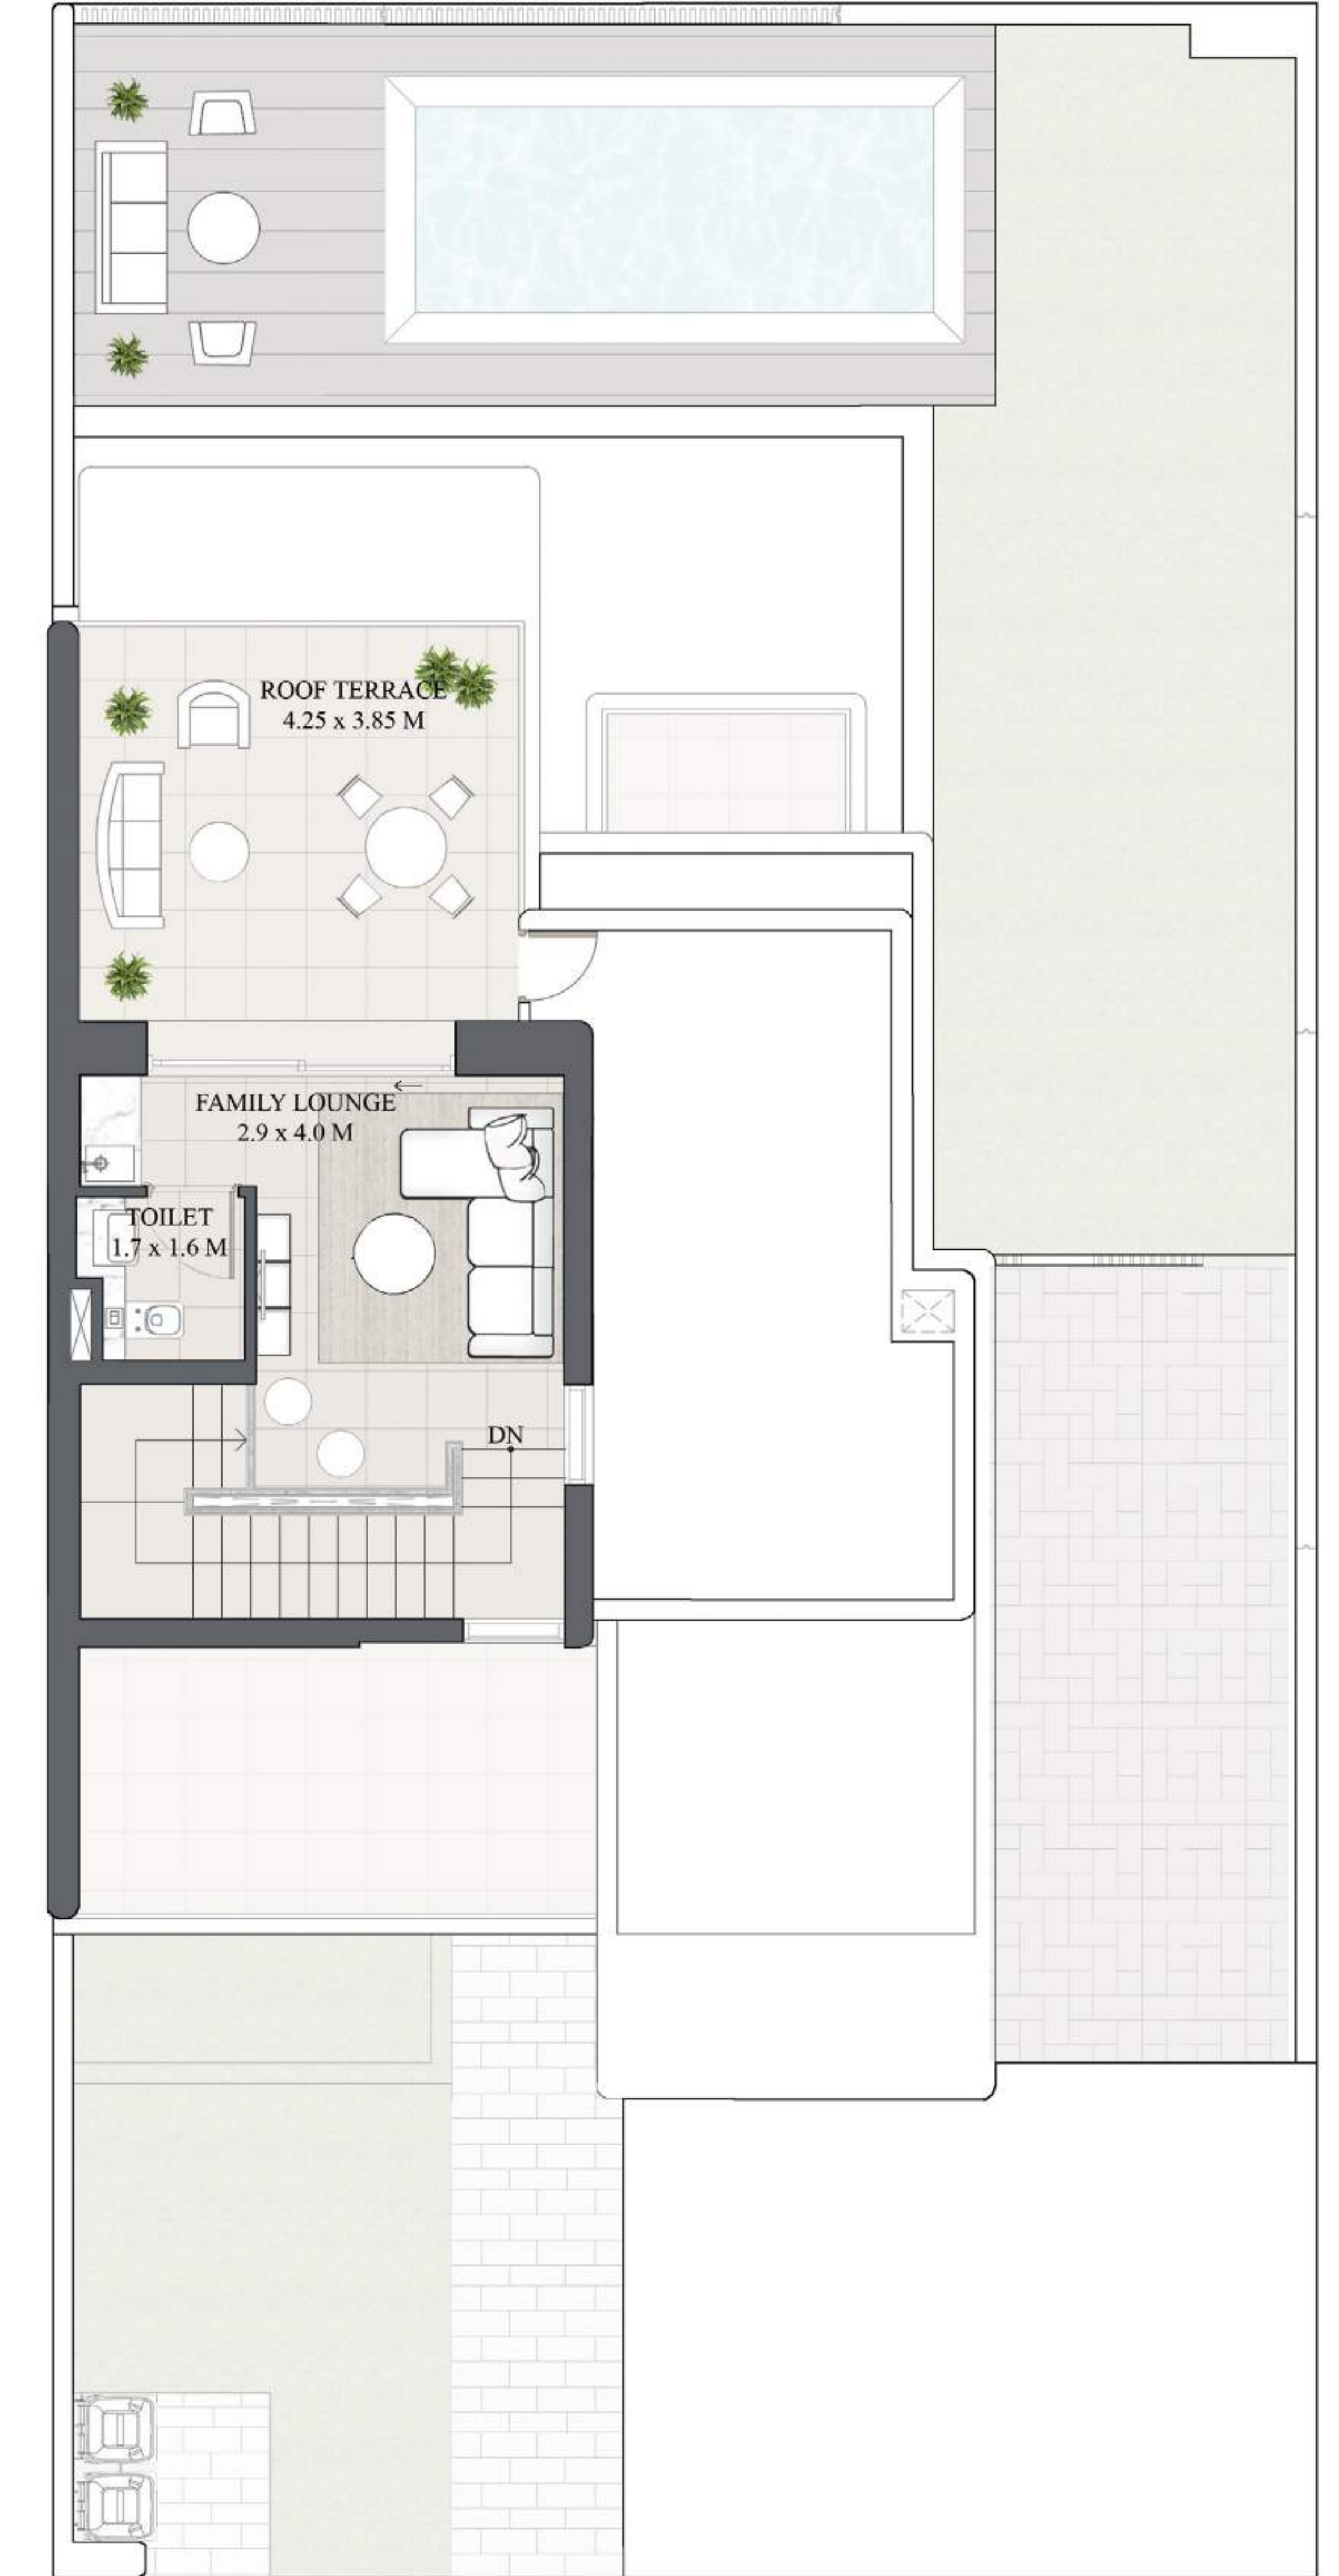 ROOF TERRACE
4.25 x 3.85 M
FAMILY LOUNGE
2.9 x 4.0 M
TOILET
1.7 x 1.6 M
DN